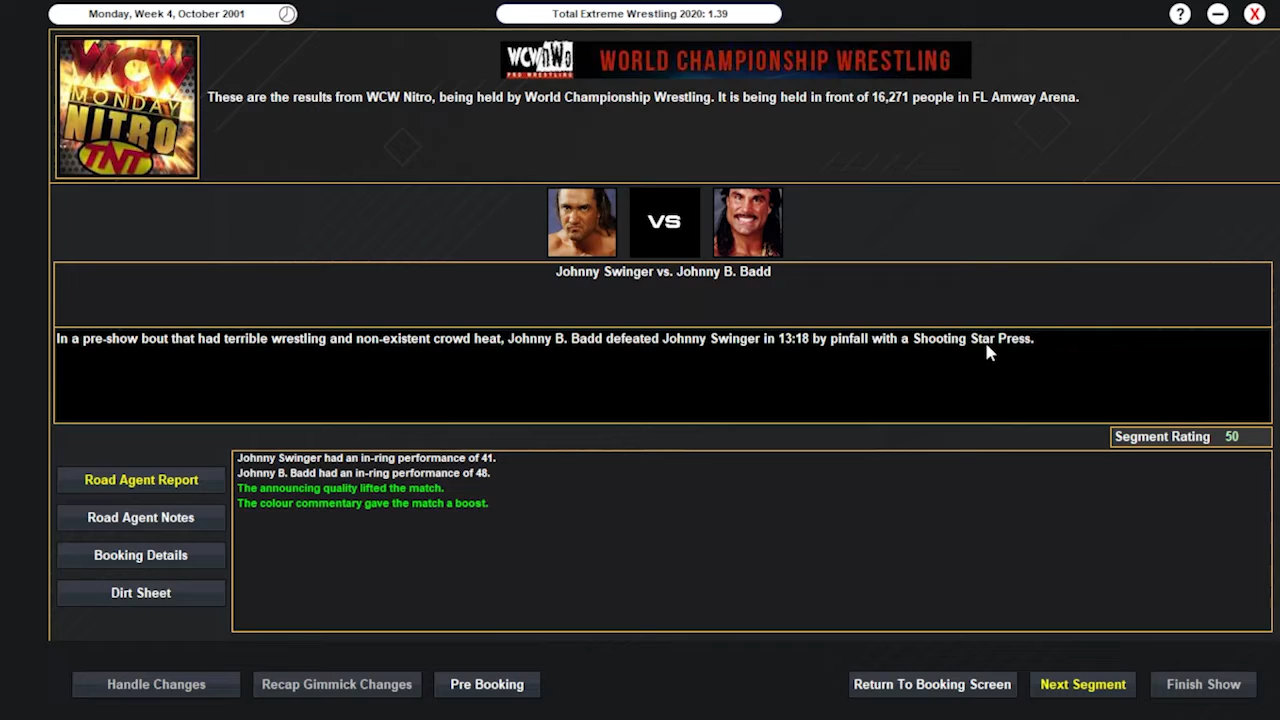 Monday, Week 4, October 2001
Total Extreme Wrestling 2020: 1.39
?
X
WCW
MONDAY
NITRO
TNT
WCW nWo
PRO WRESTLING
WORLD CHAMPIONSHIP WRESTLING
These are the results from WCW Nitro, being held by World Championship Wrestling. It is being held in front of 16,271 people in FL Amway Arena.
VS
Johnny Swinger vs. Johnny B. Badd
In a pre-show bout that had terrible wrestling and non-existent crowd heat, Johnny B. Badd defeated Johnny Swinger in 13:18 by pinfall with a Shooting Star Press.
Segment Rating 50
Johnny Swinger had an in-ring performance of 41.
Johnny B. Badd had an in-ring performance of 48.
The announcing quality lifted the match.
The colour commentary gave the match a boost.
Road Agent Report
Road Agent Notes
Booking Details
Dirt Sheet
Handle Changes
Recap Gimmick Changes
Pre Booking
Return To Booking Screen
Next Segment
Finish Show